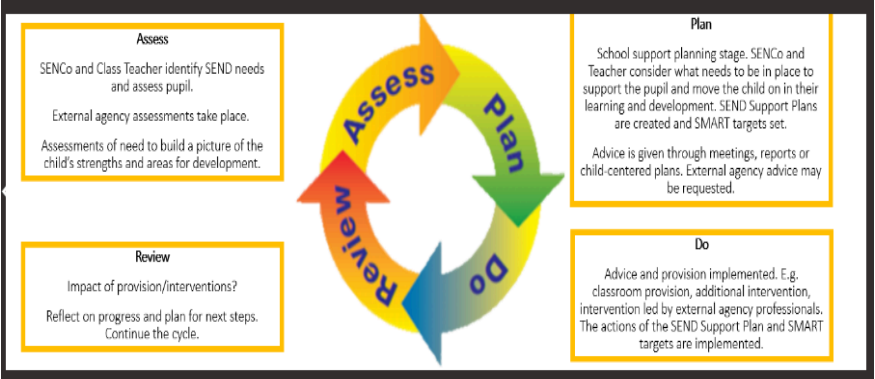 Assess
SENCo and Class Teacher identify SEND needs
and assess pupil.
External agency assessments take place.
Assessments of need to build a picture of the
child's strengths and areas for development.
Assess
Plan
Do
Review
Plan
School support planning stage. SENCo and
Teacher consider what needs to be in place to
support the pupil and move the child on in their
learning and development. SEND Support Plans
are created and SMART targets set.
Advice is given through meetings, reports or
child-centered plans. External agency advice may
be requested.
Review
Impact of provision/interventions?
Reflect on progress and plan for next steps.
Continue the cycle.
Do
Advice and provision implemented. E.g.
classroom provision, additional intervention,
intervention led by external agency professionals.
The actions of the SEND Support Plan and SMART
targets are implemented.